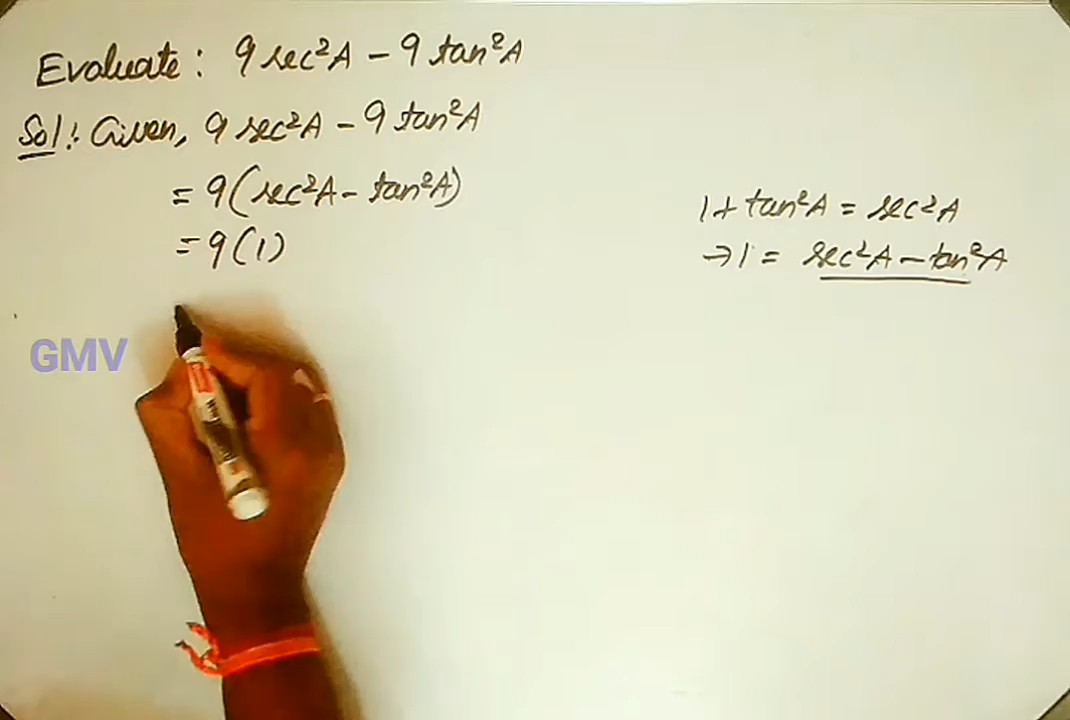 Evaluate: 9 sec²A - 9 tan²A
Sol: Given, 9 sec²A - 9 tan²A
= 9(sec²A - tan²A)
= 9(1)
1 + tan²A = sec²A
→ 1 = sec²A - tan²A
GMV